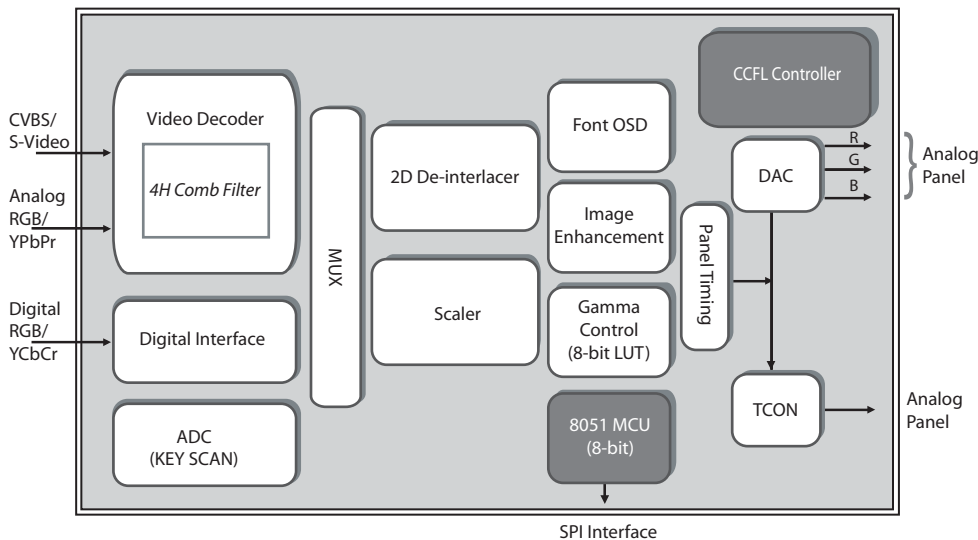 CVBS/
S-Video
Analog
RGB/
YPbPr
Digital
RGB/
YCbCr
Video Decoder
4H Comb Filter
Digital Interface
ADC
(KEY SCAN)
MUX
2D De-interlacer
Scaler
Font OSD
Image
Enhancement
Gamma
Control
(8-bit LUT)
8051 MCU
(8-bit)
SPI Interface
Panel Timing
CCFL Controller
DAC
R
G
B
Analog
Panel
TCON
Analog
Panel